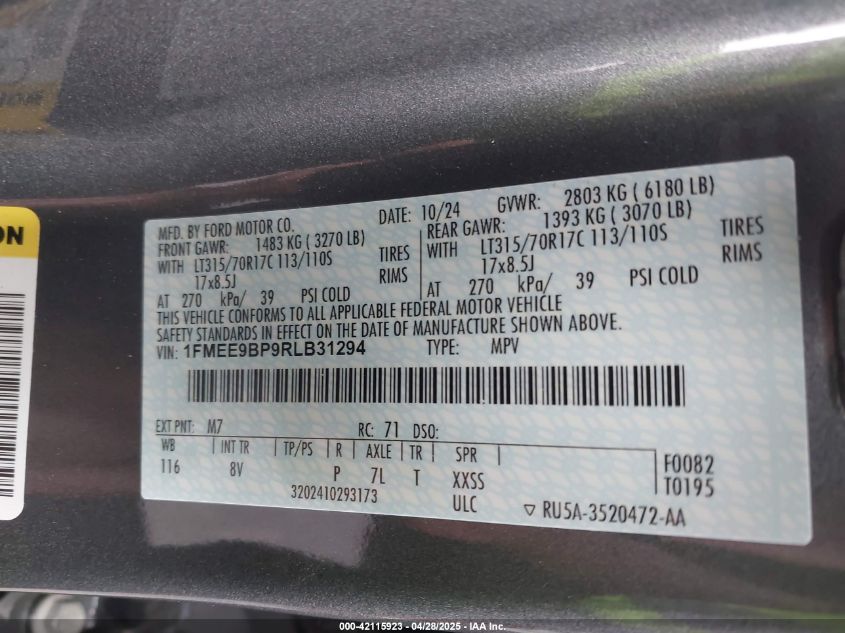 ON
MFD. BY FORD MOTOR CO.
DATE: 10/24 GVWR: 2803 KG ( 6180 LB)
FRONT GAWR: 1483 KG ( 3270 LB) REAR GAWR: 1393 KG ( 3070 LB)
WITH LT315/70R17C 113/110S TIRES WITH LT315/70R17C 113/110S TIRES
17x8.5J RIMS 17x8.5J RIMS
AT 270 kPa/ 39 PSI COLD AT 270 kPa/ 39 PSI COLD
THIS VEHICLE CONFORMS TO ALL APPLICABLE FEDERAL MOTOR VEHICLE
SAFETY STANDARDS IN EFFECT ON THE DATE OF MANUFACTURE SHOWN ABOVE.
VIN: 1FMEE9BP9RLB31294 TYPE: MPV
EXT PNT: M7 RC: 71 DSO:
WB INT TR TP/PS R AXLE TR SPR
116 8V P 7L T XXSS
3202410293173 ULC
F0082
T0195
▽ RU5A-3520472-AA
000-42115923 | 04/28/2025 | IAA Inc.